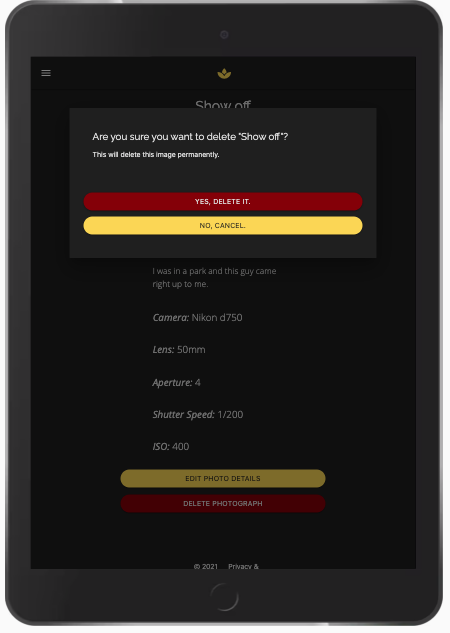 Show off
Are you sure you want to delete "Show off"?
This will delete this image permanently.
YES, DELETE IT.
NO, CANCEL.
I was in a park and this guy came
right up to me.
Camera: Nikon d750
Lens: 50mm
Aperture: 4
Shutter Speed: 1/200
ISO: 400
EDIT PHOTO DETAILS
DELETE PHOTOGRAPH
© 2021 Privacy &